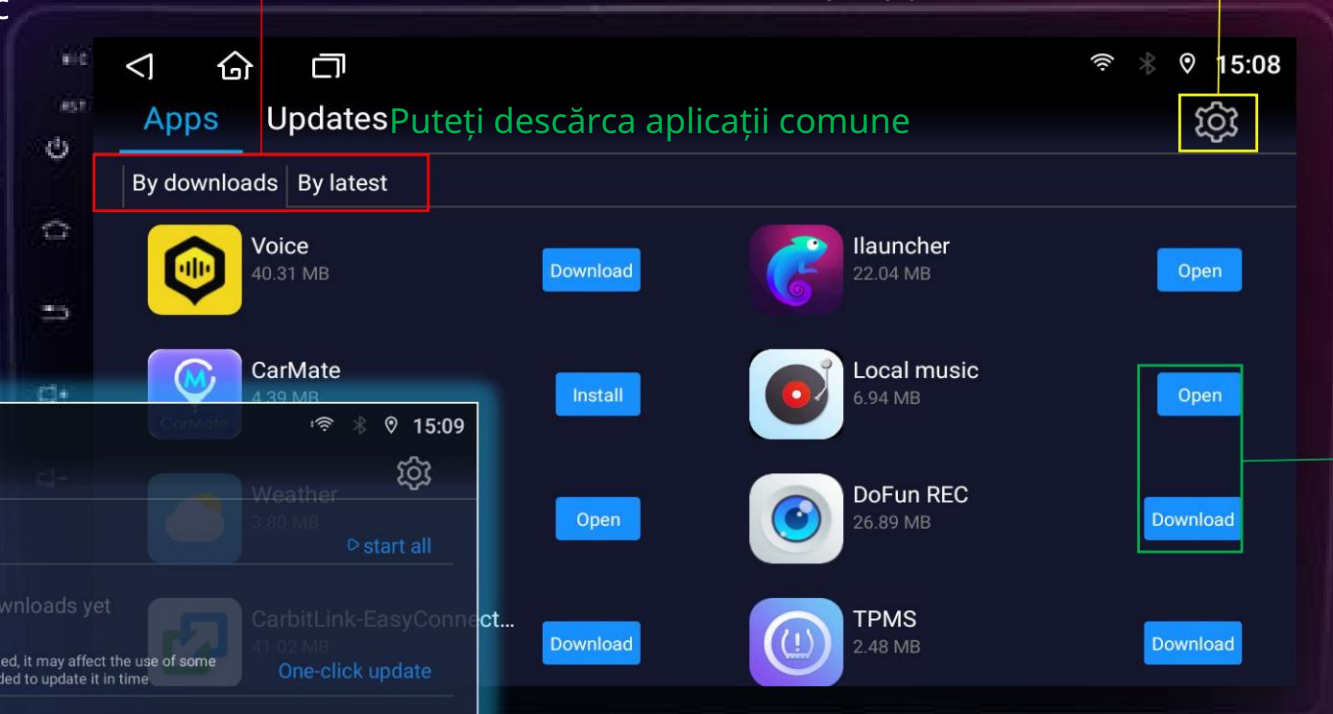 15:08
Apps
Updates
Puteți descărca aplicații comune
By downloads
By latest
Voice
40.31 MB
Download
Ilauncher
22.04 MB
Open
CarMate
4.39 MB
CarMate
Install
Local music
6.94 MB
Open
15:09
Weather
3.80 MB
Open
DoFun REC
26.89 MB
Download
start all
wnloads yet
CarbitLink-EasyConnect...
41.02 MB
Download
TPMS
2.48 MB
Download
ed, it may affect the use of some
ded to update it in time
One-click update